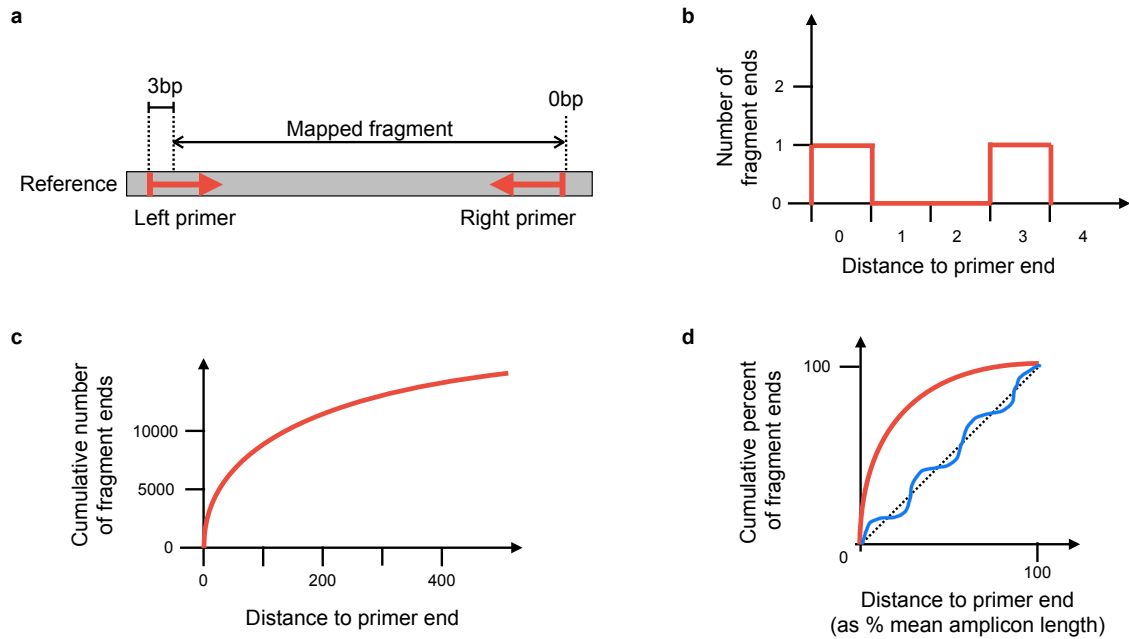 a
3bp
0bp
Mapped fragment
Reference
Left primer
Right primer
b
Number of
fragment ends
2
1
0
0 1 2 3 4
Distance to primer end
c
Cumulative number
of fragment ends
10000
5000
0
0 200 400
Distance to primer end
d
Cumulative percent
of fragment ends
100
0
100
Distance to primer end
(as % mean amplicon length)